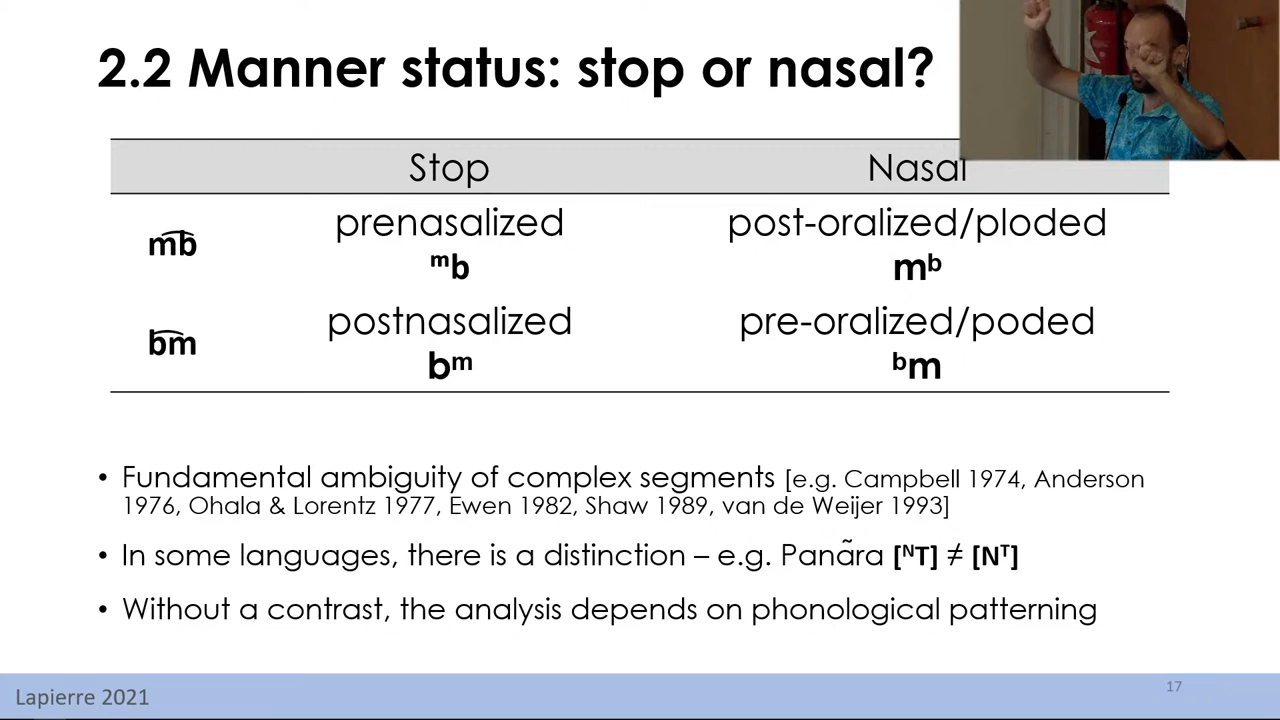 2.2 Manner status: stop or nasal?
Stop Nasal
m͡b prenasalized post-oralized/ploded
ᵐb mᵇ
b͡m postnasalized pre-oralized/poded
bᵐ ᵇm
• Fundamental ambiguity of complex segments [e.g. Campbell 1974, Anderson
1976, Ohala & Lorentz 1977, Ewen 1982, Shaw 1989, van de Weijer 1993]
• In some languages, there is a distinction – e.g. Panãra [ᴺT] ≠ [Nᵀ]
• Without a contrast, the analysis depends on phonological patterning
Lapierre 2021
17